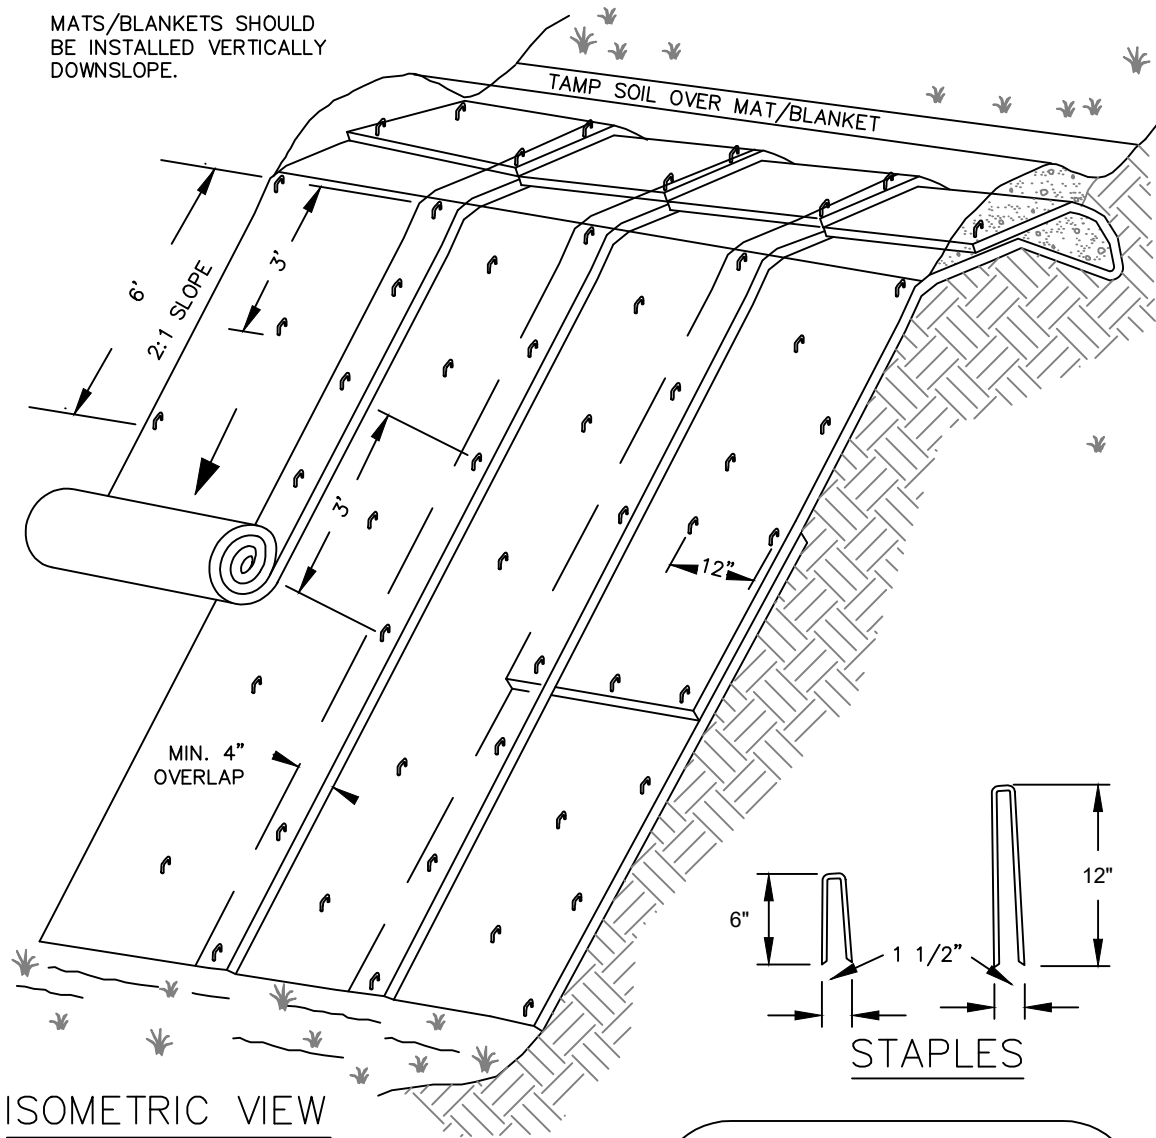 MATS/BLANKETS SHOULD
BE INSTALLED VERTICALLY
DOWNSLOPE.
TAMP SOIL OVER MAT/BLANKET
6'
2:1 SLOPE
3'
3'
12"
MIN. 4"
OVERLAP
6"
1 1/2"
12"
STAPLES
ISOMETRIC VIEW